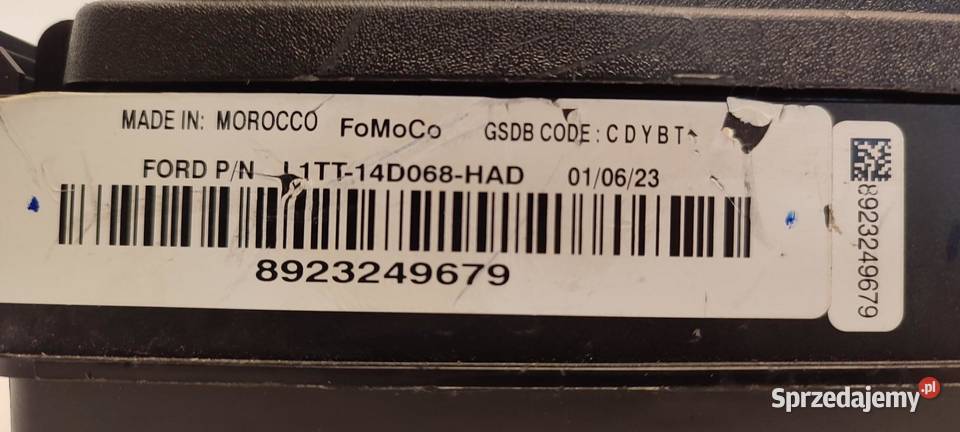 MADE IN: MOROCCO FoMoCo GSDB CODE: CDYBT
FORD P/N L1TT-14D068-HAD 01/06/23
8923249679
8923249679
Sprzedajemy.pl